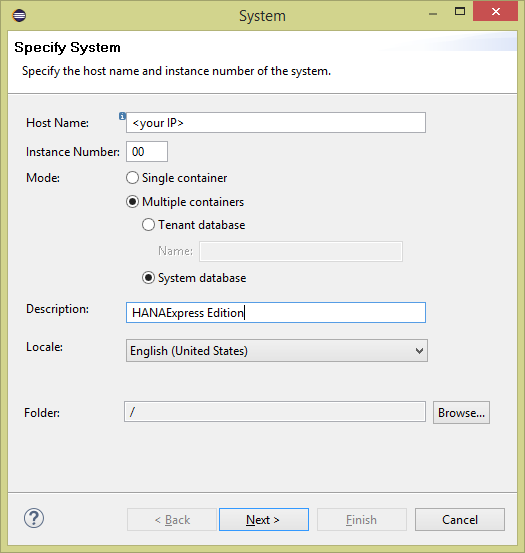 System
Specify System
Specify the host name and instance number of the system.
Host Name: <your IP>
Instance Number: 00
Mode: Single container
Multiple containers
Tenant database
Name:
System database
Description: HANAExpress Edition
Locale: English (United States)
Folder: / Browse...
? < Back Next > Finish Cancel